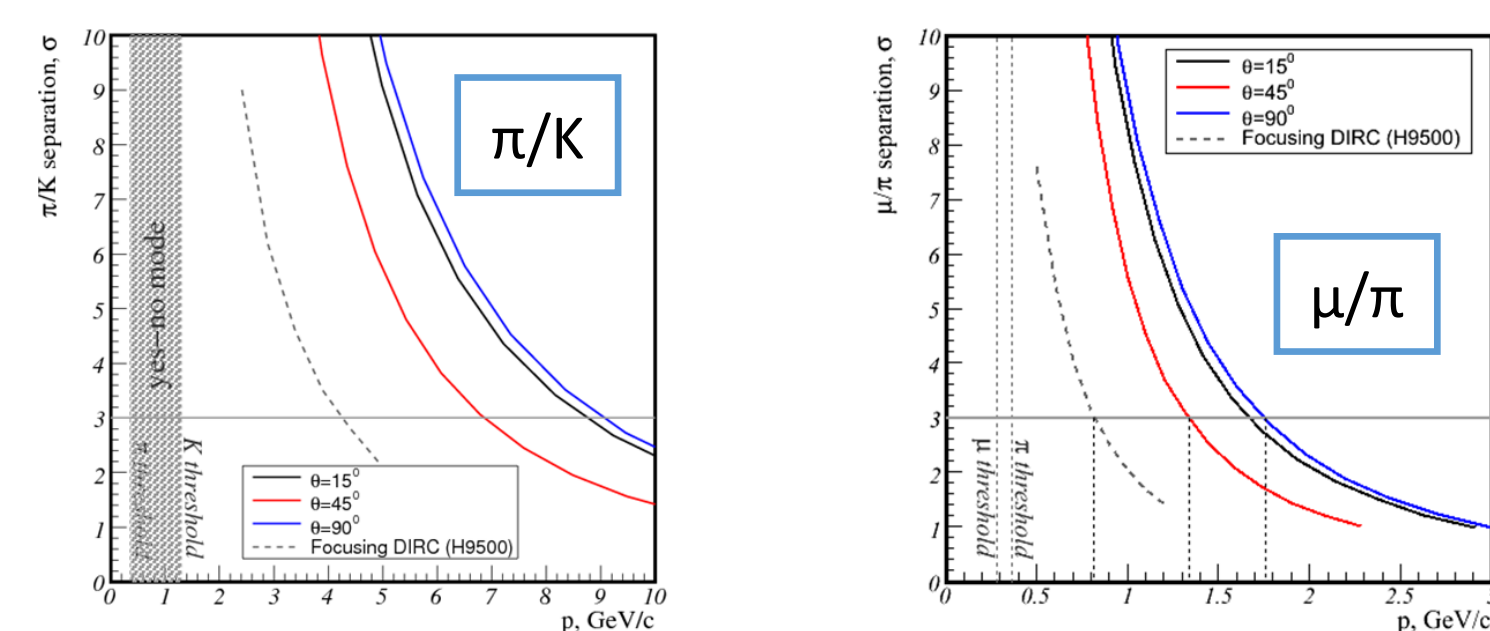 π/K separation, σ
10
9
8
7
6
5
4
3
2
1
0
π/K
yes–no mode
π threshold
K threshold
θ=15⁰
θ=45⁰
θ=90⁰
Focusing DIRC (H9500)
0 1 2 3 4 5 6 7 8 9 10
p, GeV/c
μ/π separation, σ
10
9
8
7
6
5
4
3
2
1
0
θ=15⁰
θ=45⁰
θ=90⁰
Focusing DIRC (H9500)
μ/π
μ threshold
π threshold
0 0.5 1 1.5 2 2.5
p, GeV/c